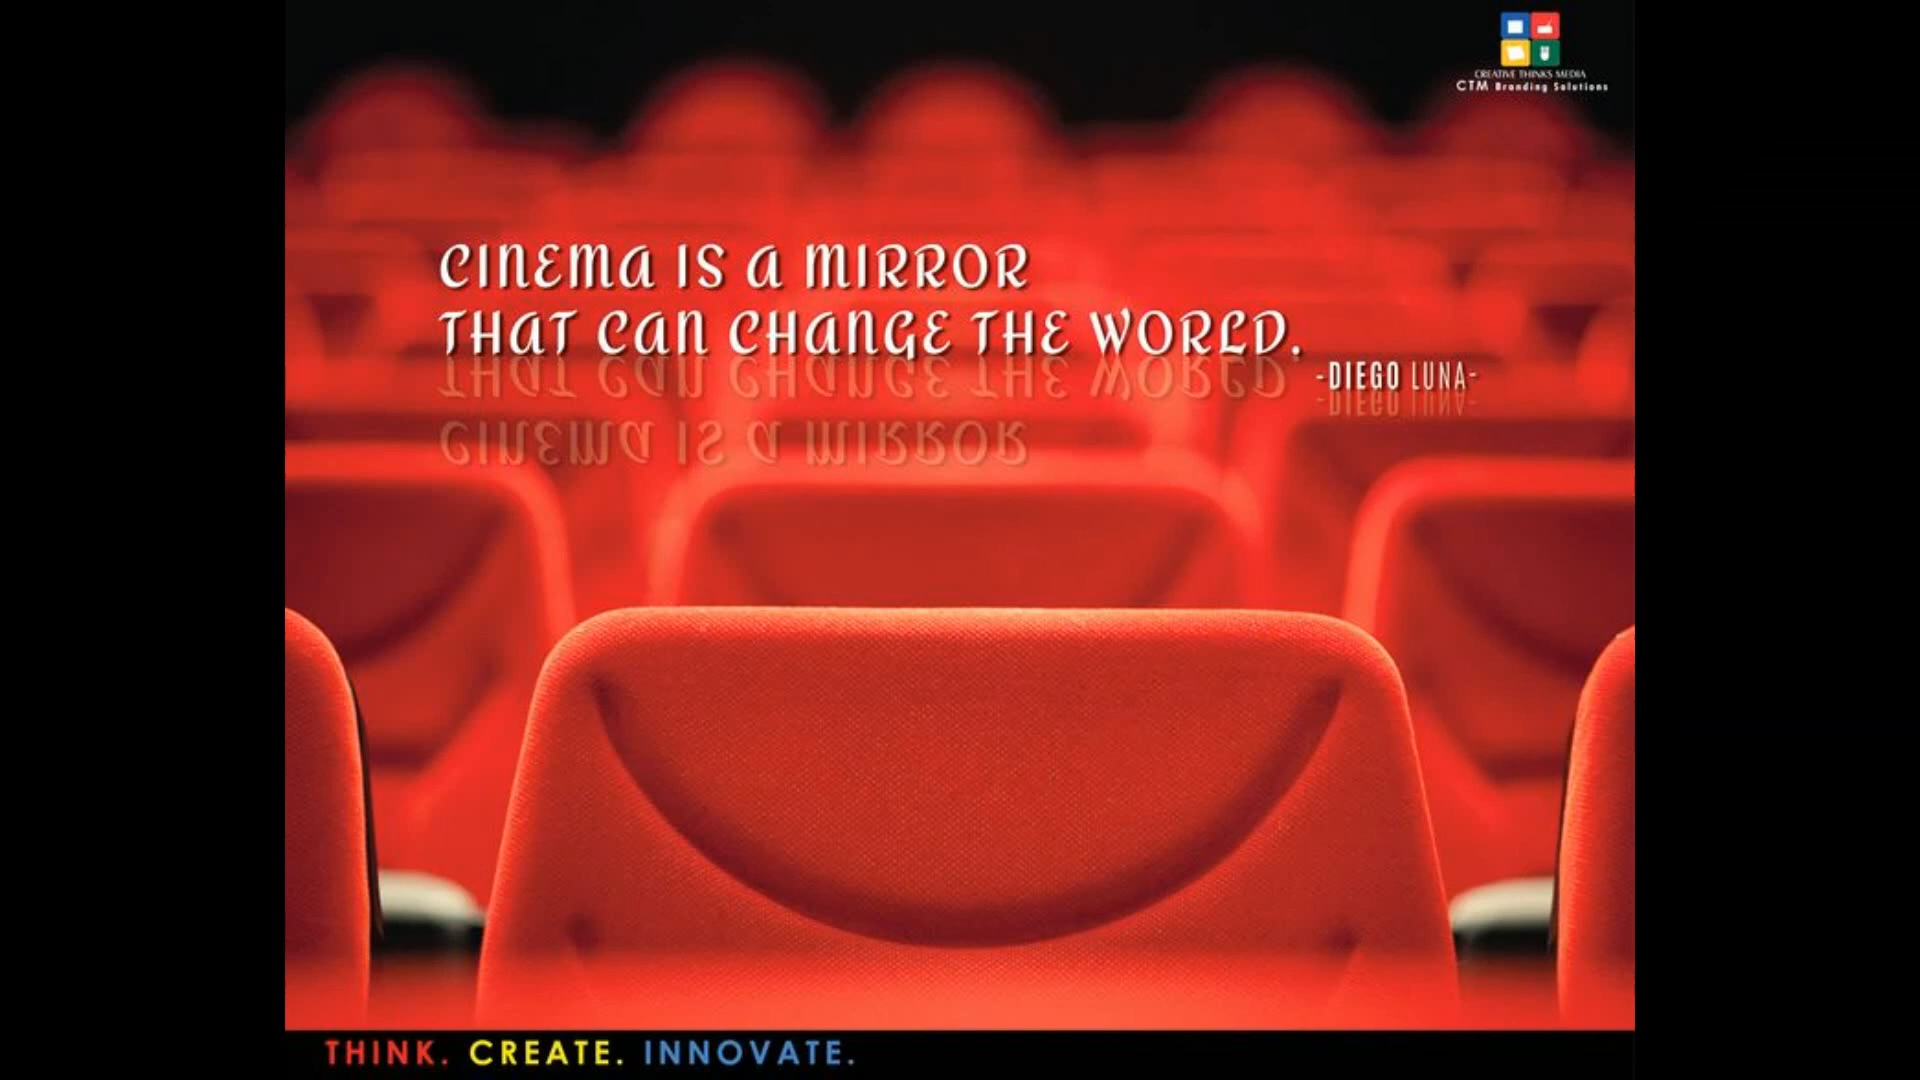 CREATIVE THINKS MEDIA
CTM Branding Solutions
CINEMA IS A MIRROR
THAT CAN CHANGE THE WORLD.
-DIEGO LUNA-
THINK. CREATE. INNOVATE.